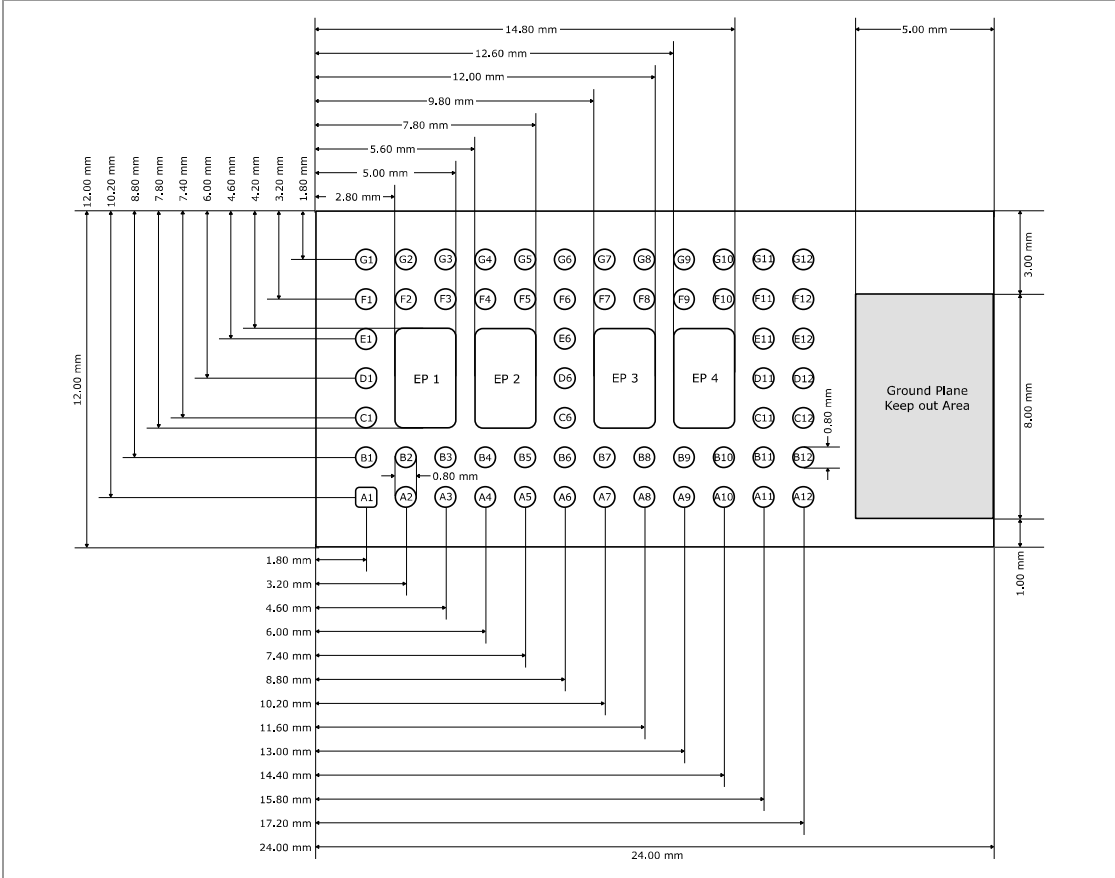 14.80 mm
5.00 mm
12.60 mm
12.00 mm
9.80 mm
7.80 mm
5.60 mm
5.00 mm
2.80 mm
12.00 mm
10.20 mm
8.80 mm
7.80 mm
7.40 mm
6.00 mm
4.60 mm
4.20 mm
3.20 mm
1.80 mm
G1 G2 G3 G4 G5 G6 G7 G8 G9 G10 G11 G12
3.00 mm
F1 F2 F3 F4 F5 F6 F7 F8 F9 F10 F11 F12
E1 E6 E11 E12
12.00 mm
D1 EP 1 EP 2 D6 EP 3 EP 4 D11 D12
Ground Plane
Keep out Area
8.00 mm
C1 C6 C11 C12
0.80 mm
B1 B2 B3 B4 B5 B6 B7 B8 B9 B10 B11 B12
0.80 mm
A1 A2 A3 A4 A5 A6 A7 A8 A9 A10 A11 A12
1.00 mm
1.80 mm
3.20 mm
4.60 mm
6.00 mm
7.40 mm
8.80 mm
10.20 mm
11.60 mm
13.00 mm
14.40 mm
15.80 mm
17.20 mm
24.00 mm
24.00 mm